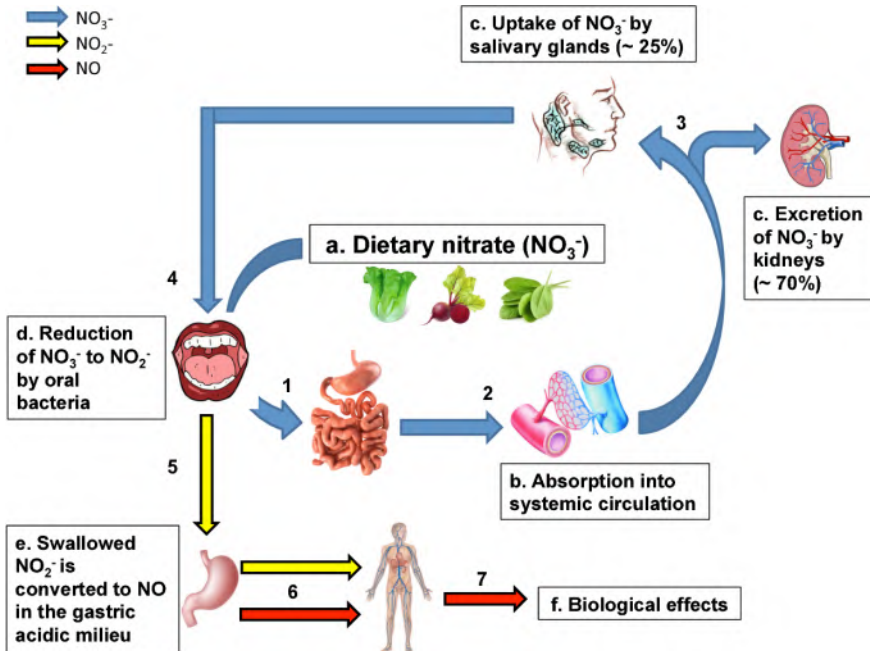 NO₃-
NO₂-
NO
c. Uptake of NO₃⁻ by
salivary glands (~ 25%)
3
c. Excretion
of NO₃⁻ by
kidneys
(~ 70%)
a. Dietary nitrate (NO₃⁻)
4
d. Reduction
of NO₃⁻ to NO₂⁻
by oral
bacteria
1
2
b. Absorption into
systemic circulation
5
e. Swallowed
NO₂⁻ is
converted to NO
in the gastric
acidic milieu
6
7
f. Biological effects